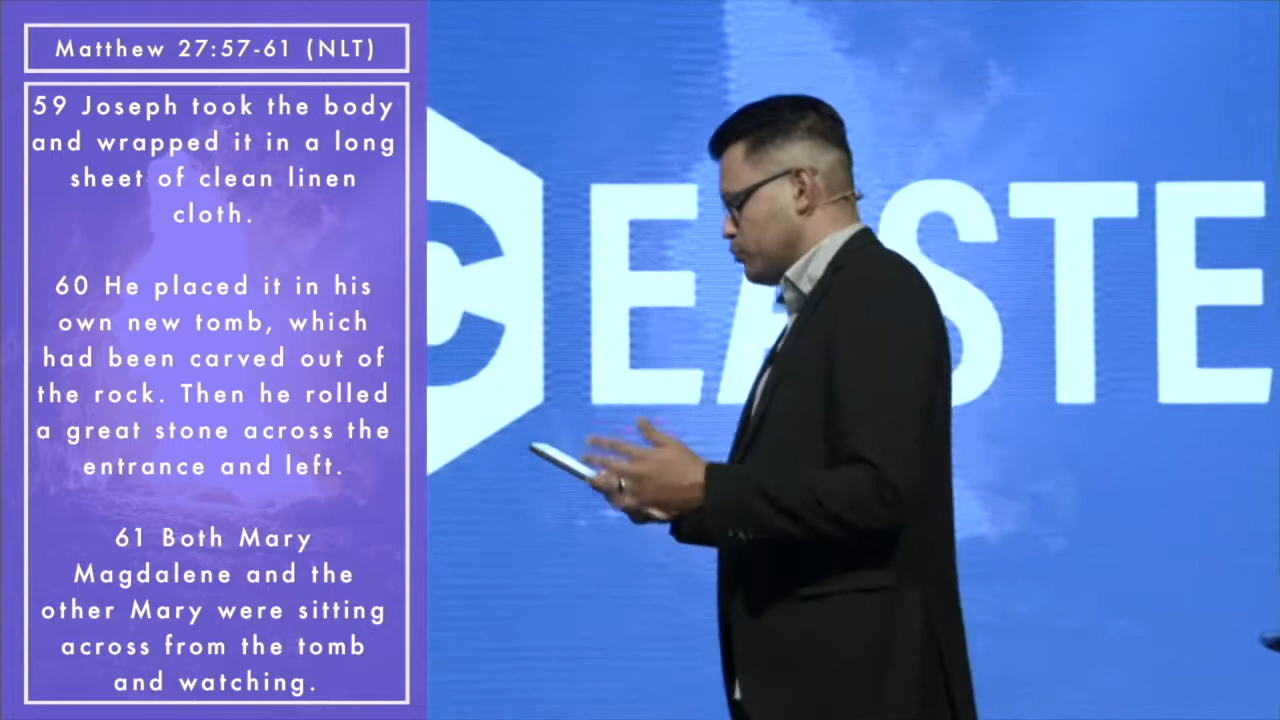 Matthew 27:57-61 (NLT)
59 Joseph took the body
and wrapped it in a long
sheet of clean linen
cloth.
60 He placed it in his
own new tomb, which
had been carved out of
the rock. Then he rolled
a great stone across the
entrance and left.
61 Both Mary
Magdalene and the
other Mary were sitting
across from the tomb
and watching.
C EASTE